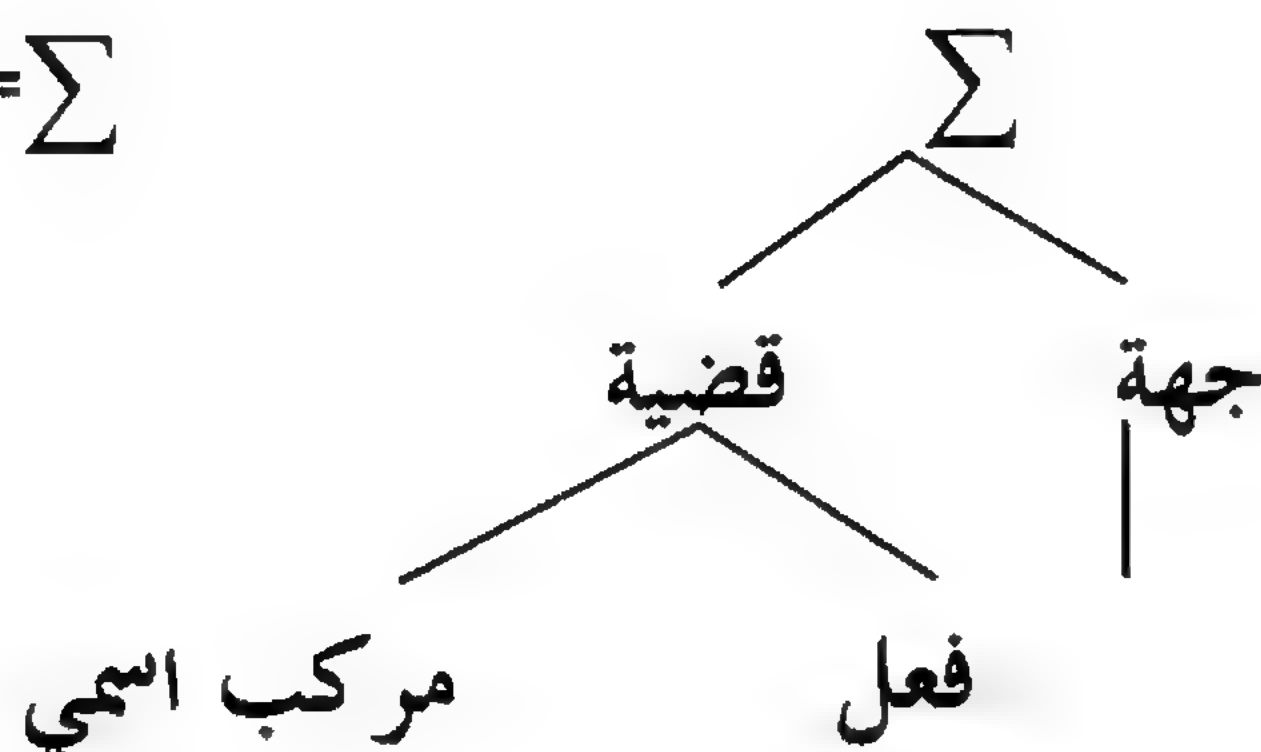 Σ =Σ
جهة قضية
فعل مركب اسمي